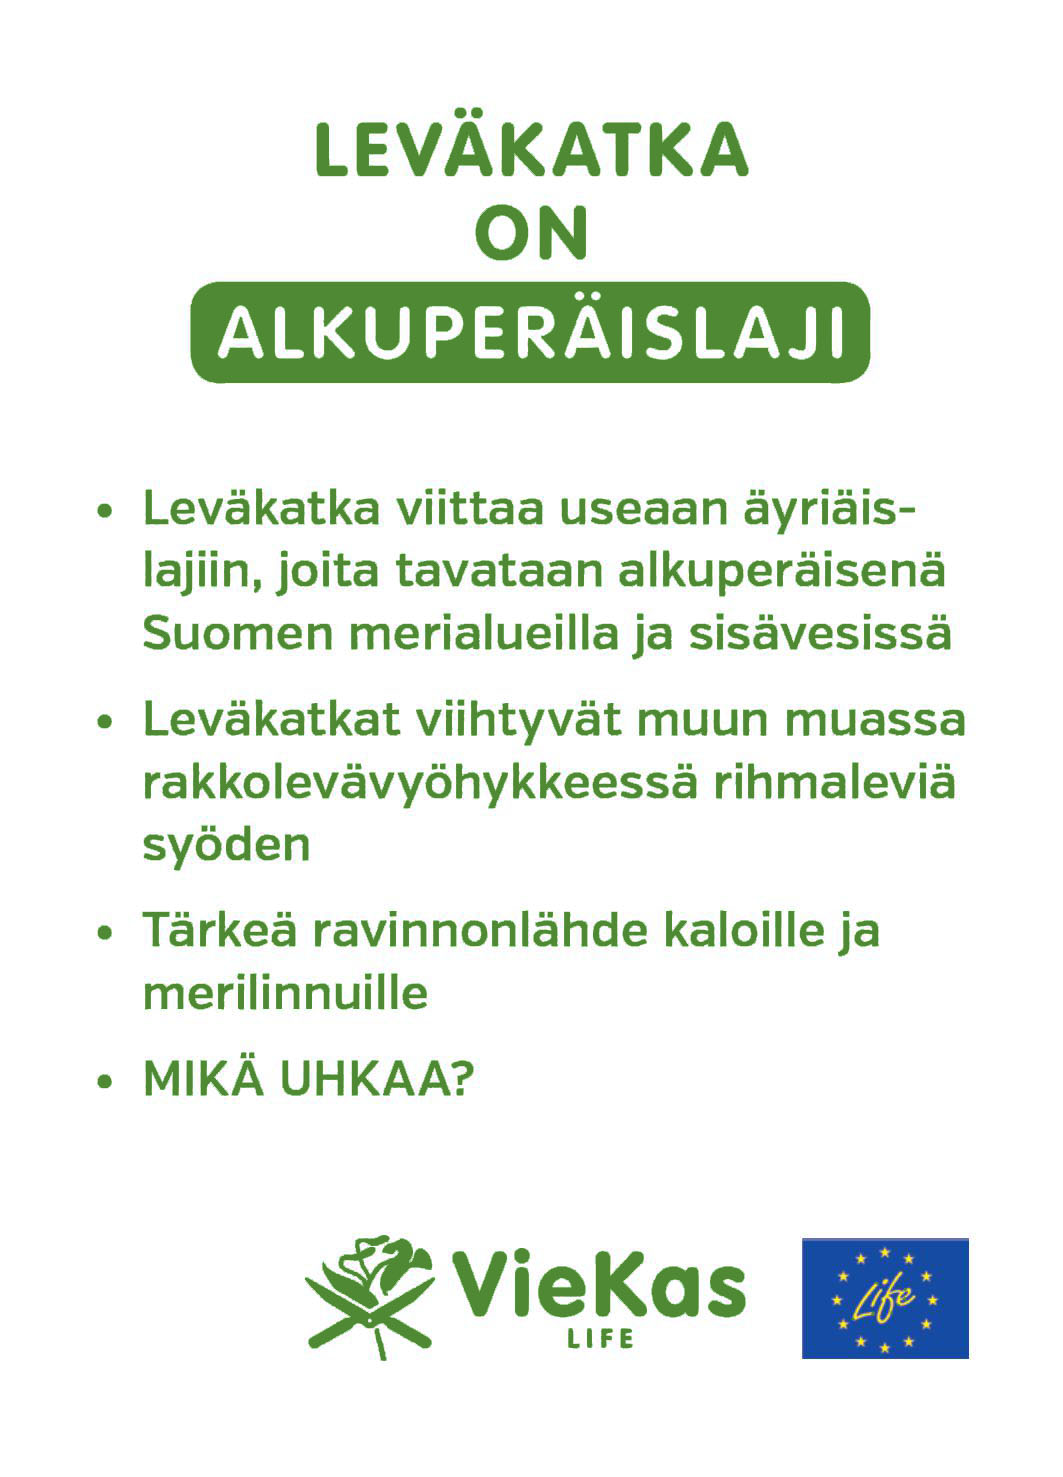 LEVÄKATKA
ON
ALKUPERÄISLAJI
• Leväkatka viittaa useaan äyriäis-
lajiin, joita tavataan alkuperäisenä
Suomen merialueilla ja sisävesissä
• Leväkatkat viihtyvät muun muassa
rakkolevävyöhykkeessä rihmaleviä
syöden
• Tärkeä ravinnonlähde kaloille ja
merilinnuille
• MIKÄ UHKAA?
VieKas
LIFE
Life